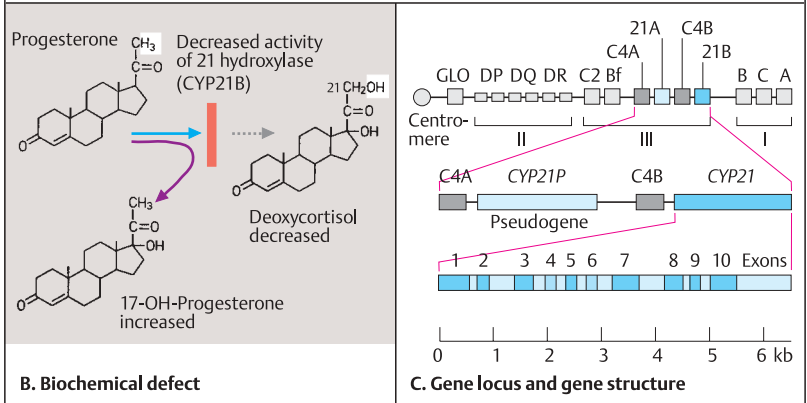 Progesterone
CH3
C=O
O
Decreased activity
of 21 hydroxylase
(CYP21B)
21
CH2OH
C=O
OH
O
Deoxycortisol
decreased
CH3
C=O
OH
O
17-OH-Progesterone
increased
B. Biochemical defect
21A C4B
C4A 21B
GLO DP DQ DR C2 Bf B C A
Centro-
mere
II III I
C4A CYP21P C4B CYP21
Pseudogene
1 2 3 4 5 6 7 8 9 10 Exons
0 1 2 3 4 5 6 kb
C. Gene locus and gene structure